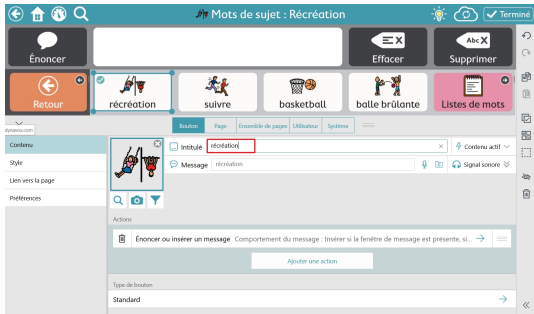 Mots de sujet : Récréation
Terminé
Énoncer
Effacer
Abc
Supprimer
Retour
récréation
suivre
basketball
balle brûlante
Listes de mots
dynavox.com
Bouton Page Ensemble de pages Utilisateur Système
Contenu
Style
Lien vers la page
Préférences
Intitulé récréation Contenu actif
Message récréation Signal sonore
Actions
Énoncer ou insérer un message Comportement du message : Insérer si la fenêtre de message est présente, si...
Ajouter une action
Type de bouton
Standard